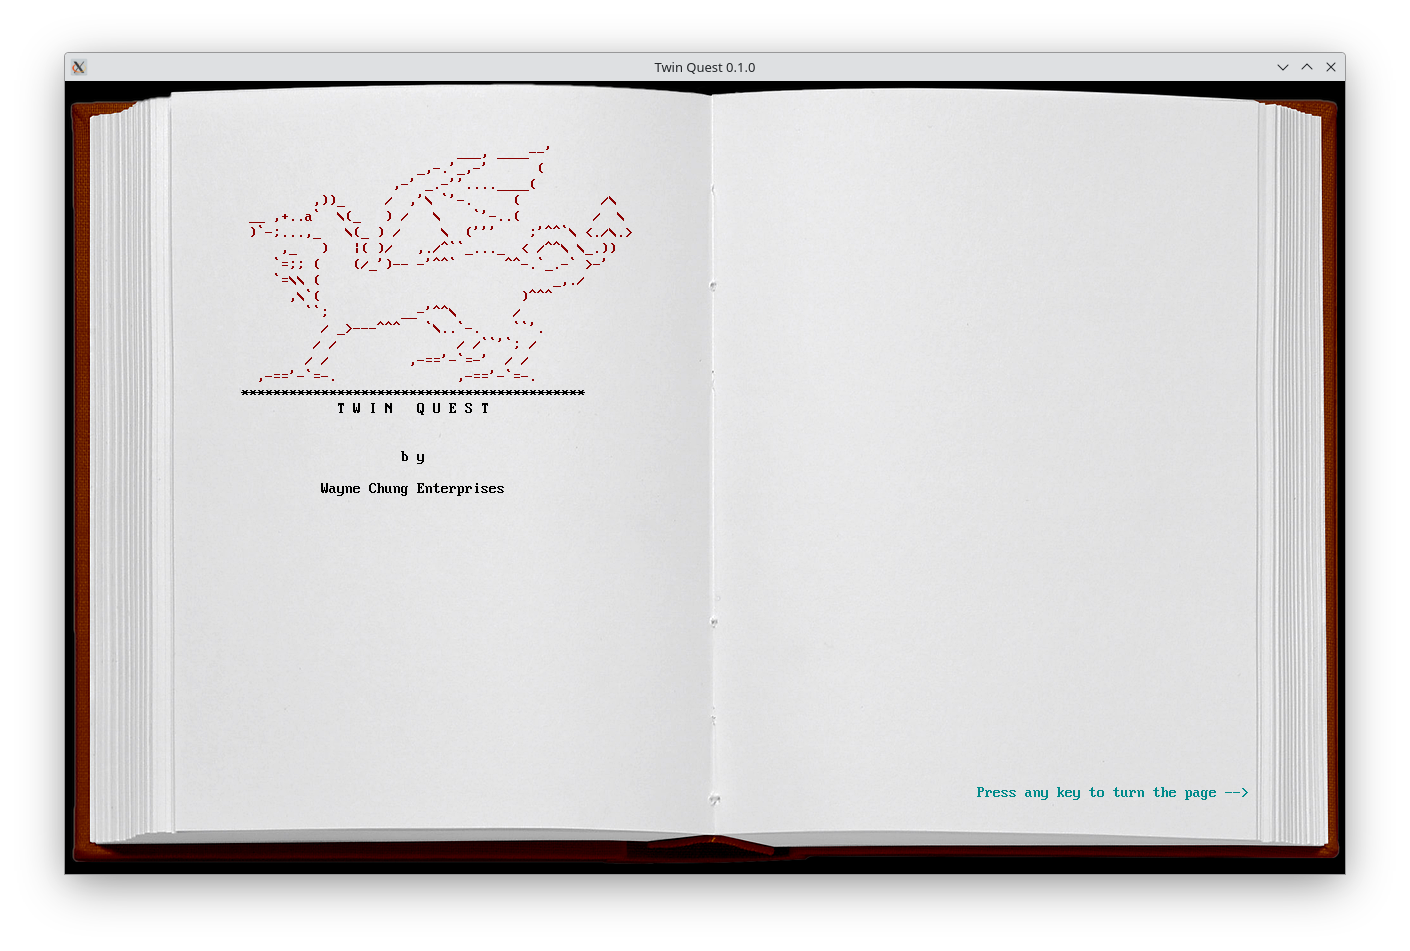 Twin Quest 0.1.0
*******************************************
T W I N   Q U E S T
b y
Wayne Chung Enterprises
Press any key to turn the page -->